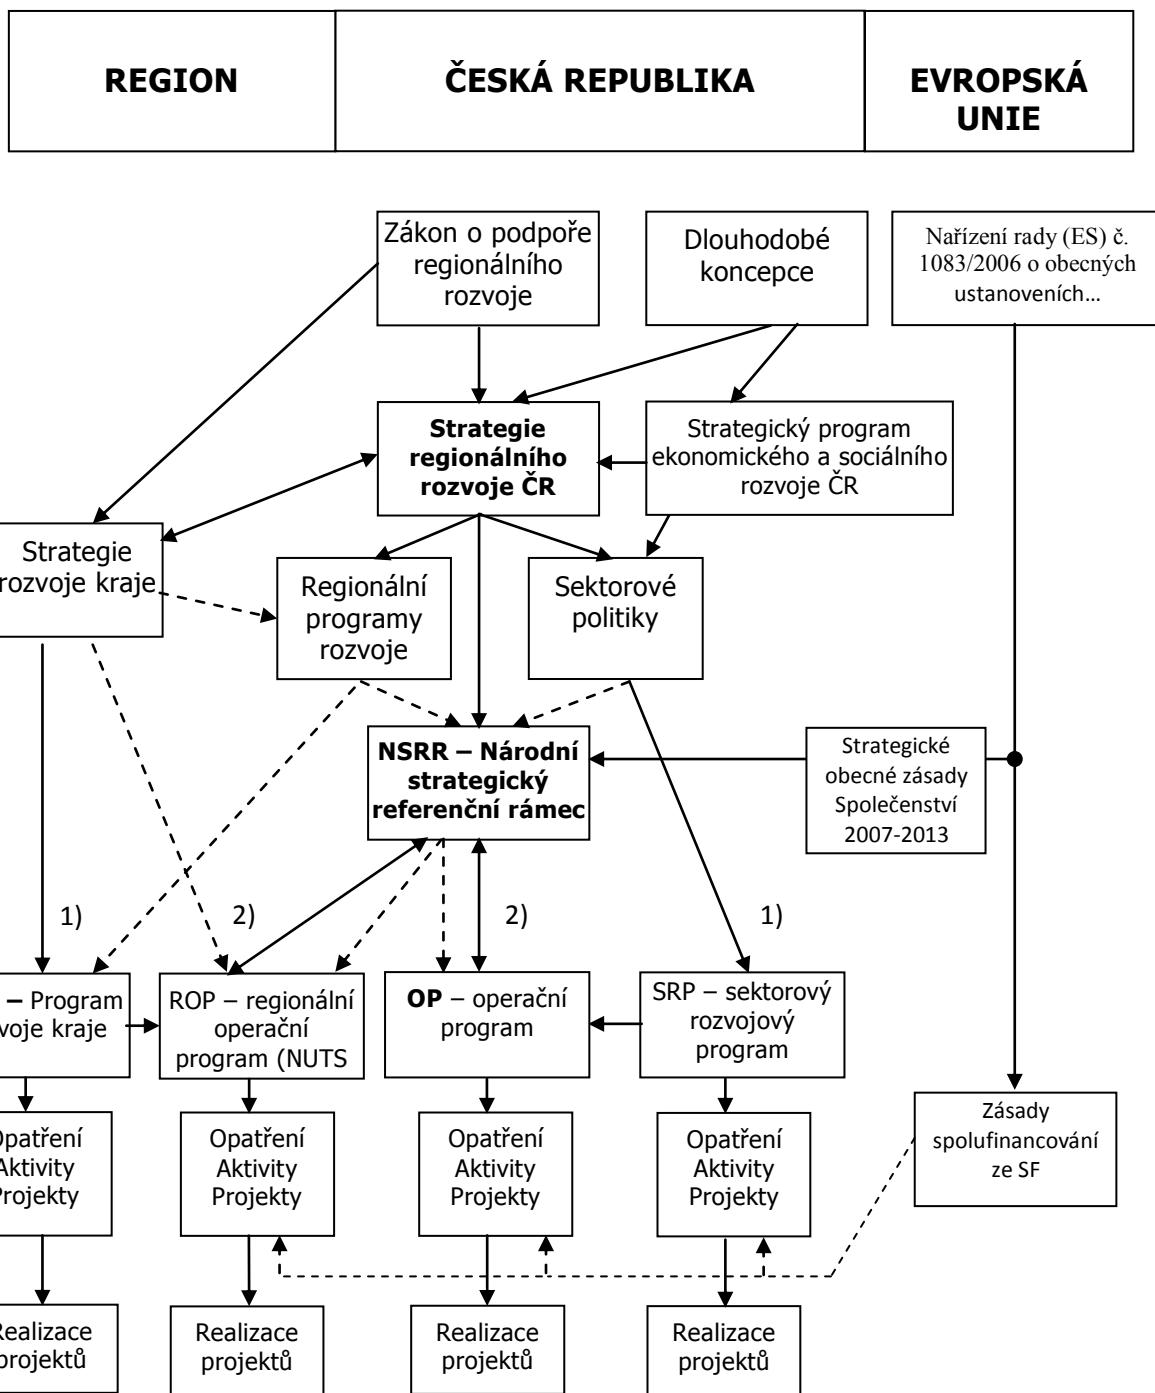 REGION
ČESKÁ REPUBLIKA
EVROPSKÁ
UNIE
Zákon o podpoře
regionálního
rozvoje
Dlouhodobé
koncepce
Nařízení rady (ES) č.
1083/2006 o obecných
ustanoveních...
Strategie
regionálního
rozvoje ČR
Strategický program
ekonomického a sociálního
rozvoje ČR
Strategie
rozvoje kraje
Regionální
programy
rozvoje
Sektorové
politiky
NSRR – Národní
strategický
referenční rámec
Strategické
obecné zásady
Společenství
2007-2013
1)
2)
2)
1)
– Program
voje kraje
ROP – regionální
operační
program (NUTS
OP – operační
program
SRP – sektorový
rozvojový
program
Opatření
Aktivity
Projekty
Opatření
Aktivity
Projekty
Opatření
Aktivity
Projekty
Opatření
Aktivity
Projekty
Zásady
spolufinancování
ze SF
Realizace
projektů
Realizace
projektů
Realizace
projektů
Realizace
projektů